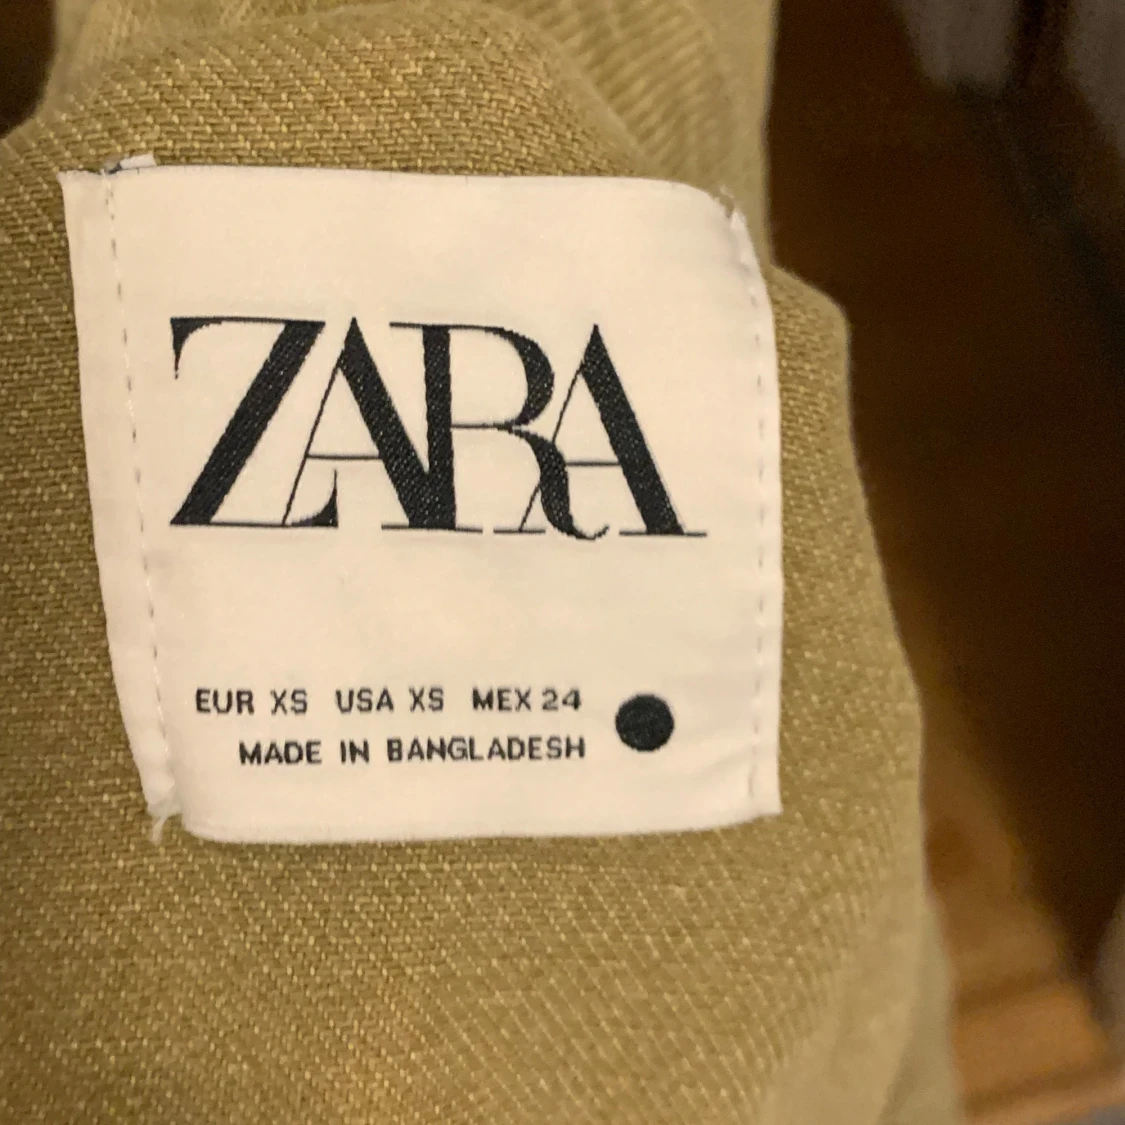 ZARA
EUR XS USA XS MEX 24
MADE IN BANGLADESH